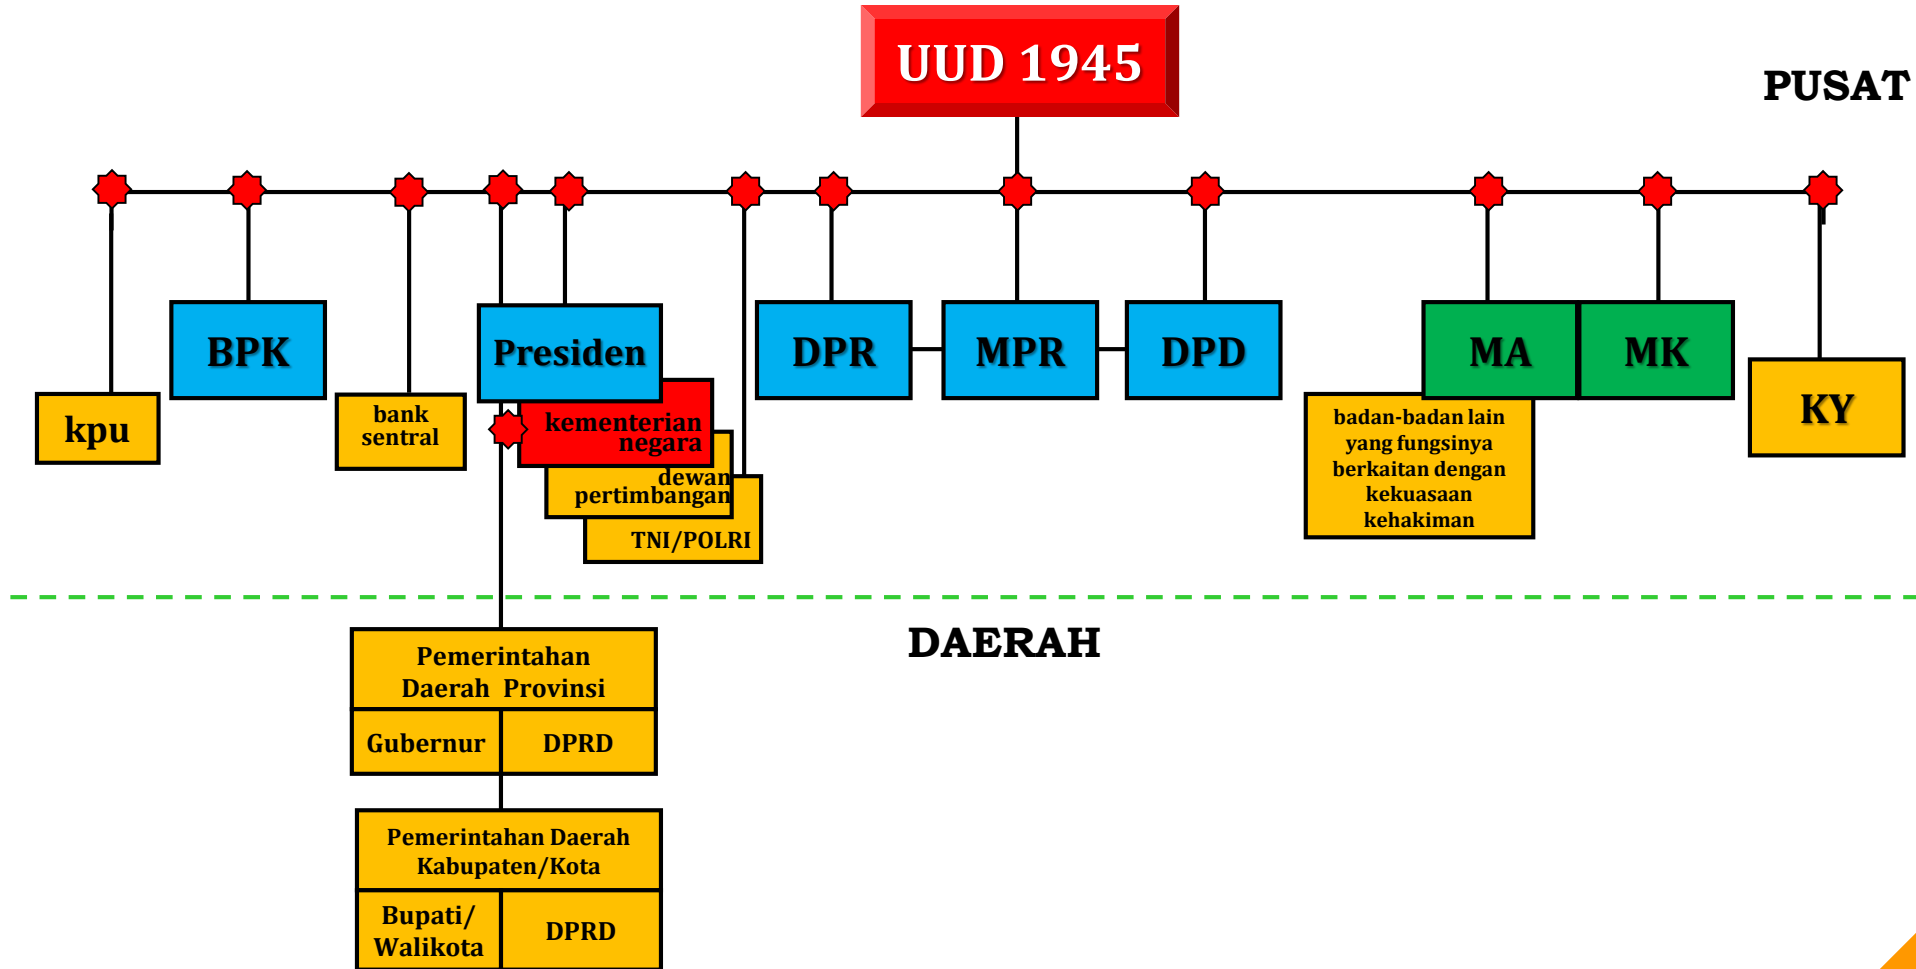 UUD 1945
PUSAT
kpu
BPK
bank
sentral
Presiden
kementerian
negara
dewan
pertimbangan
TNI/POLRI
DPR
MPR
DPD
MA
MK
badan-badan lain
yang fungsinya
berkaitan dengan
kekuasaan
kehakiman
KY
DAERAH
Pemerintahan
Daerah Provinsi
Gubernur
DPRD
Pemerintahan Daerah
Kabupaten/Kota
Bupati/
Walikota
DPRD